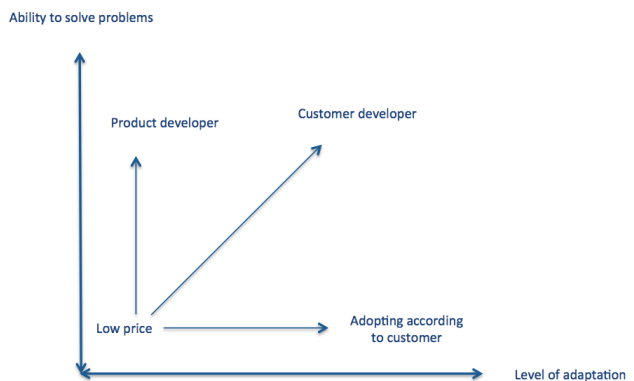 Ability to solve problems
Customer developer
Product developer
Low price
Adopting according
to customer
Level of adaptation